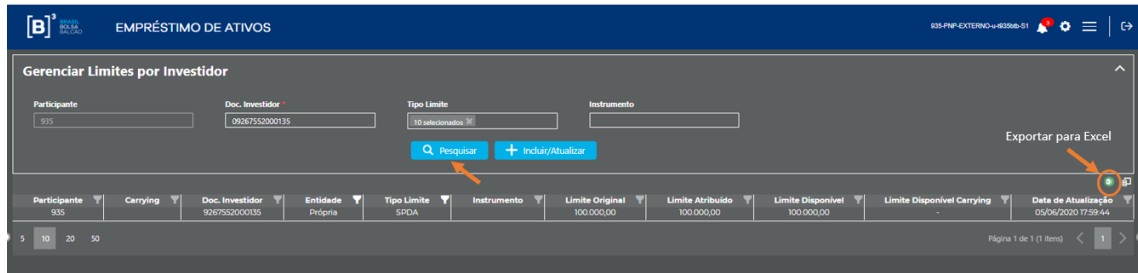 [B]³ BRASIL BOLSA BALCÃO EMPRÉSTIMO DE ATIVOS 935-PNP-EXTERNO-u-t935btb-S1 3
Gerenciar Limites por Investidor
Participante Doc. Investidor * Tipo Limite Instrumento
935 09267552000135 10 selecionados
Exportar para Excel
Pesquisar Incluir/Atualizar
Participante Carrying Doc. Investidor Entidade Tipo Limite Instrumento Limite Original Limite Atribuído Limite Disponível Limite Disponível Carrying Data de Atualização
935 9267552000135 Própria SPDA 100.000,00 100.000,00 100.000,00 - 05/06/2020 17:59:44
5 10 20 50 Página 1 de 1 (1 itens) < 1 >